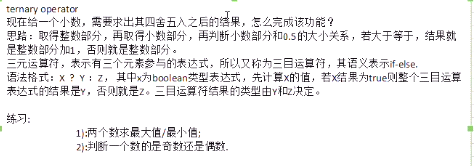 ternary operator
现在给一个小数，需要求出其四舍五入之后的结果，怎么完成该功能？
思路：取得整数部分，再取得小数部分，再判断小数部分和0.5的大小关系，若大于等于，结果就
是整数部分加1，否则就是整数部分。
三元运算符，表示有三个元素参与的表达式，所以又称为三目运算符，其语义表示if-else.
语法格式：X ? Y : Z，其中x为boolean类型表达式，先计算x的值，若X结果为true则整个三目运算
表达式的结果是Y，否则就是Z。三目运算符结果的类型由Y和Z决定。
练习：
1):两个数求最大值/最小值;
2):判断一个数的是奇数还是偶数.